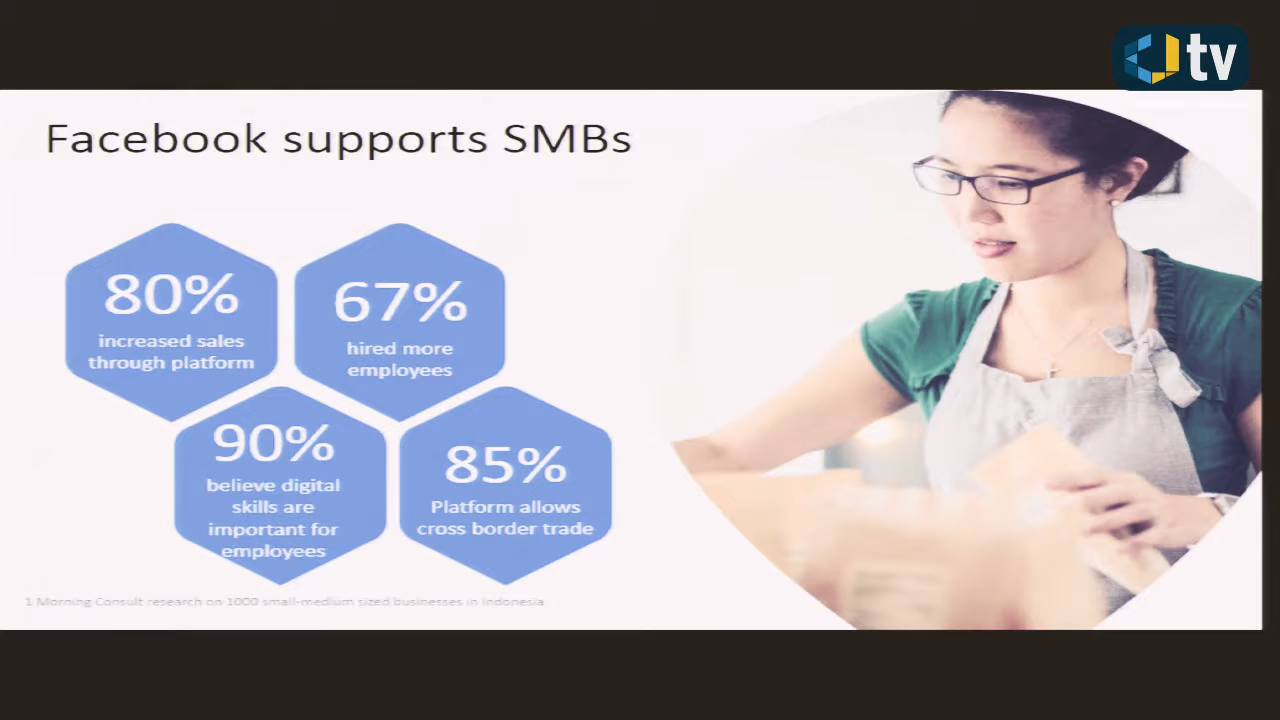 tv
Facebook supports SMBs
80%
increased sales
through platform
67%
hired more
employees
90%
believe digital
skills are
important for
employees
85%
Platform allows
cross border trade
1 Morning Consult research on 1000 small-medium sized businesses in Indonesia